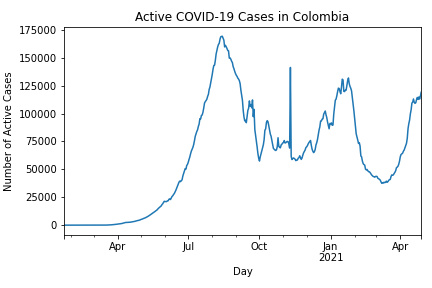 Active COVID-19 Cases in Colombia
Number of Active Cases
175000
150000
125000
100000
75000
50000
25000
0
Apr
Jul
Oct
Jan
2021
Apr
Day